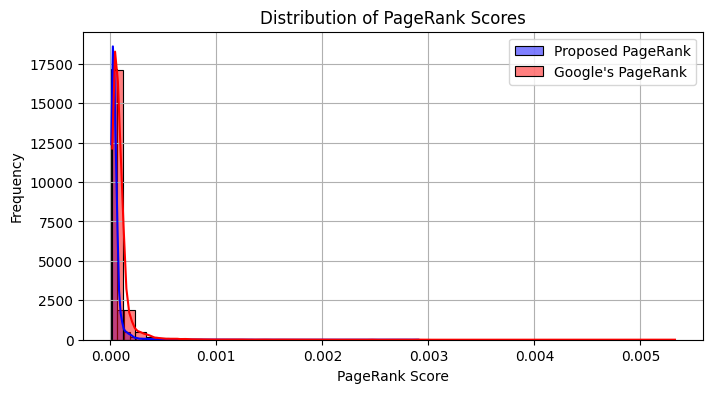 Distribution of PageRank Scores
Proposed PageRank
Google's PageRank
Frequency
17500
15000
12500
10000
7500
5000
2500
0
0.000 0.001 0.002 0.003 0.004 0.005
PageRank Score